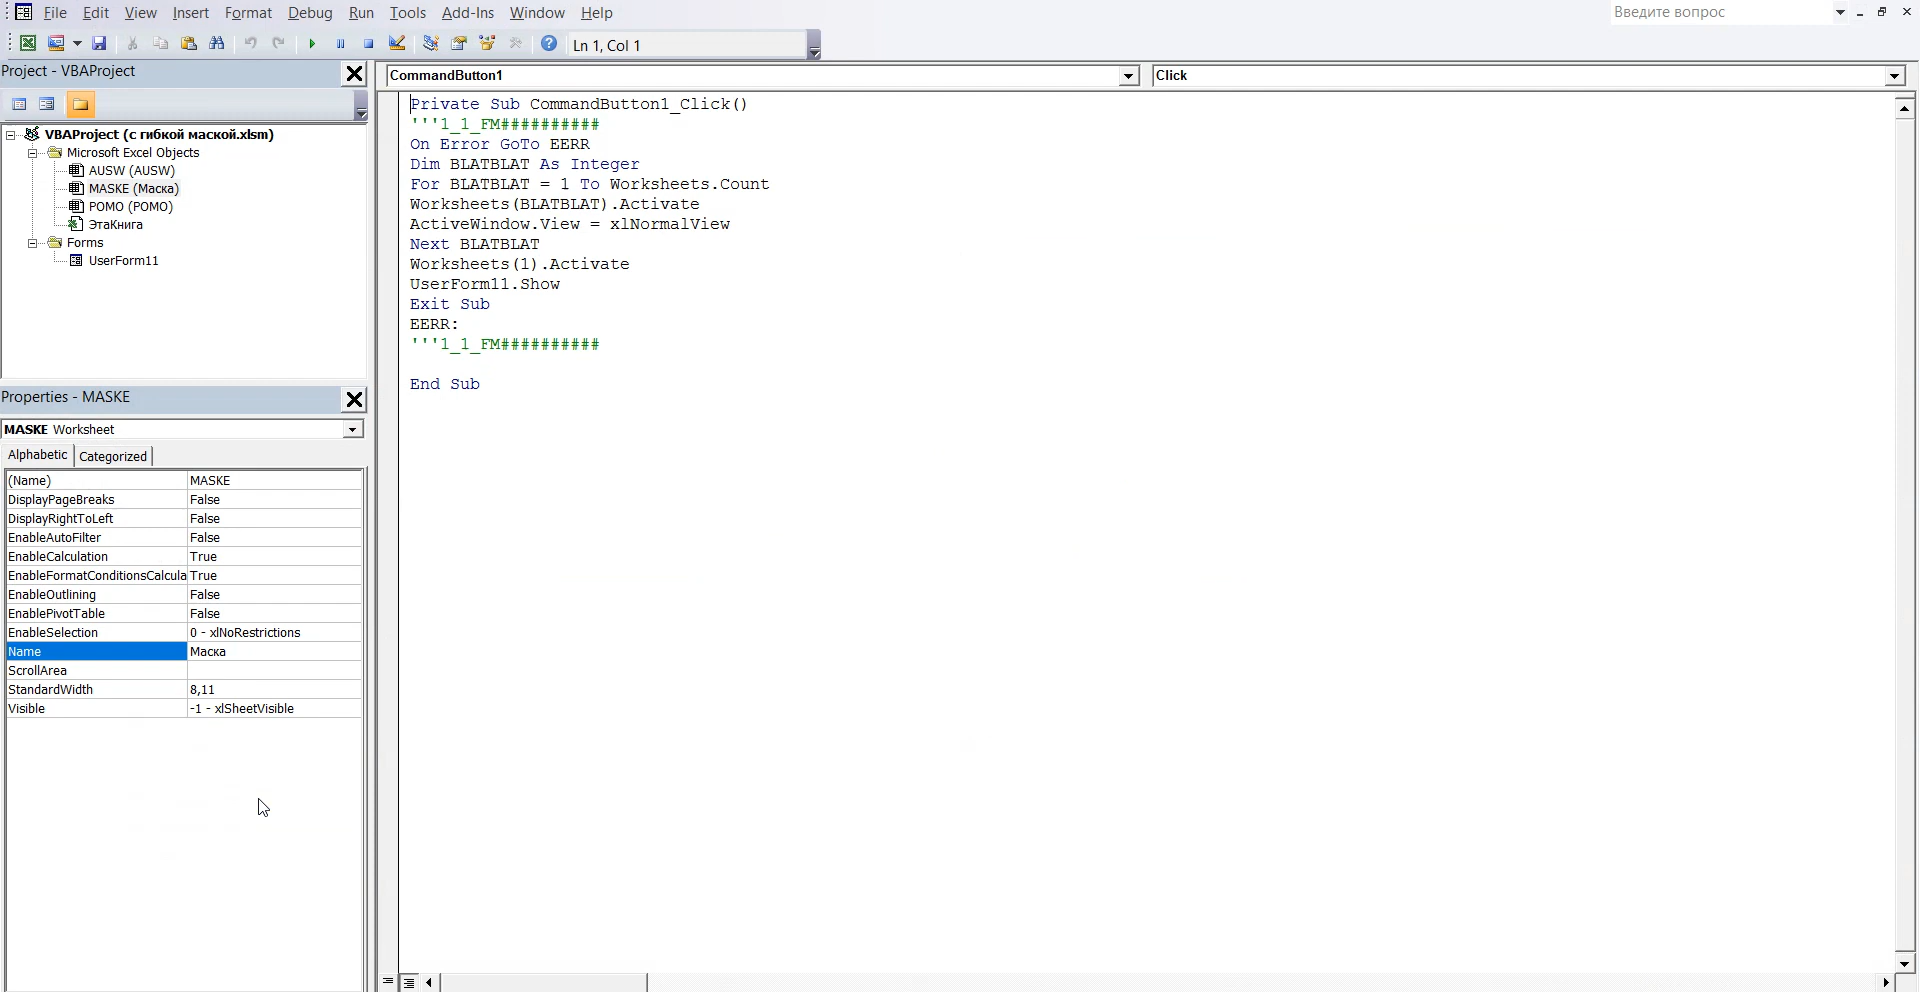 File Edit View Insert Format Debug Run Tools Add-Ins Window Help
Введите вопрос
Ln 1, Col 1
Project - VBAProject
VBAProject (с гибкой маской.xlsm)
Microsoft Excel Objects
AUSW (AUSW)
MASKE (Маска)
POMO (POMO)
ЭтаКнига
Forms
UserForm11
Properties - MASKE
MASKE Worksheet
Alphabetic Categorized
(Name) MASKE
DisplayPageBreaks False
DisplayRightToLeft False
EnableAutoFilter False
EnableCalculation True
EnableFormatConditionsCalcula True
EnableOutlining False
EnablePivotTable False
EnableSelection 0 - xlNoRestrictions
Name Маска
ScrollArea
StandardWidth 8,11
Visible -1 - xlSheetVisible
CommandButton1
Click
Private Sub CommandButton1_Click()
'''1_1_FM##########
On Error GoTo EERR
Dim BLATBLAT As Integer
For BLATBLAT = 1 To Worksheets.Count
Worksheets(BLATBLAT).Activate
ActiveWindow.View = xlNormalView
Next BLATBLAT
Worksheets(1).Activate
UserForm11.Show
Exit Sub
EERR:
'''1_1_FM##########
End Sub